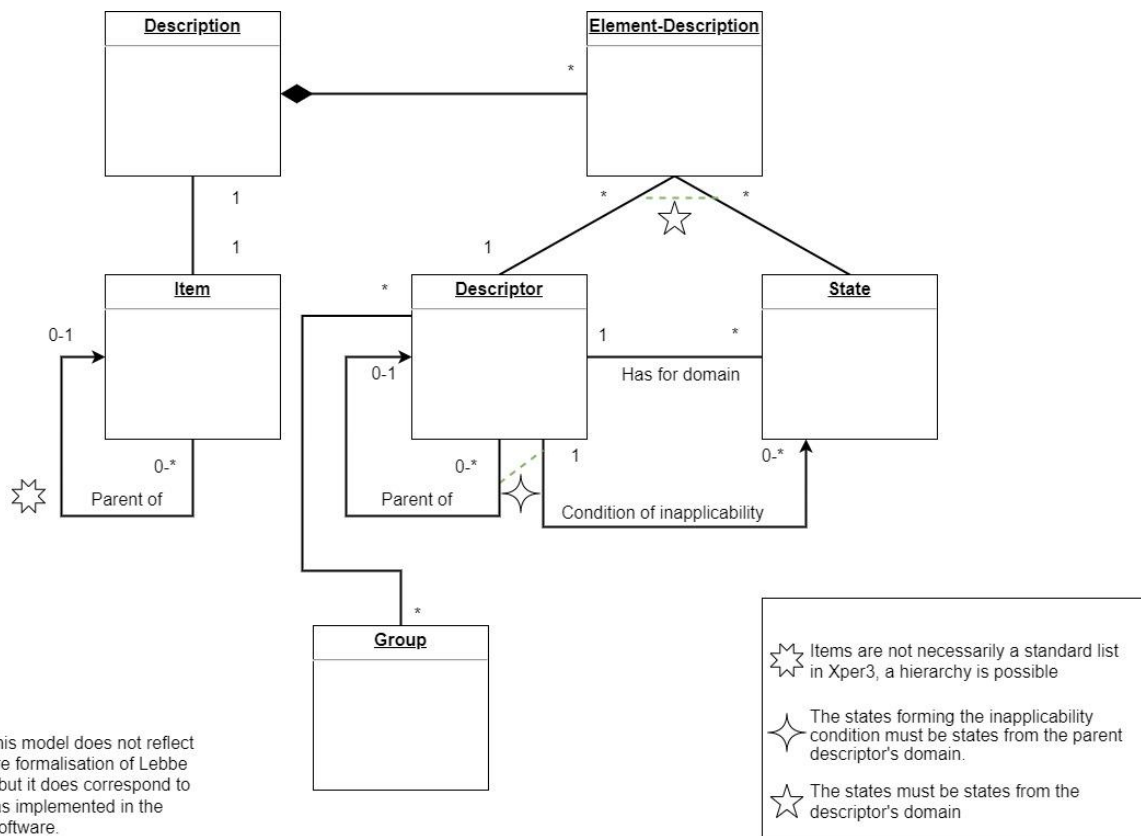 Description
Element-Description
*
1
*
*
1
1
Item
*
Descriptor
State
0-1
1
*
0-1
Has for domain
0-*
0-*
1
0-*
Parent of
Parent of
Condition of inapplicability
*
Group
Items are not necessarily a standard list
in Xper3, a hierarchy is possible
The states forming the inapplicability
condition must be states from the parent
descriptor's domain.
The states must be states from the
descriptor's domain
model does not reflect
formalisation of Lebbe
but it does correspond to
implemented in the